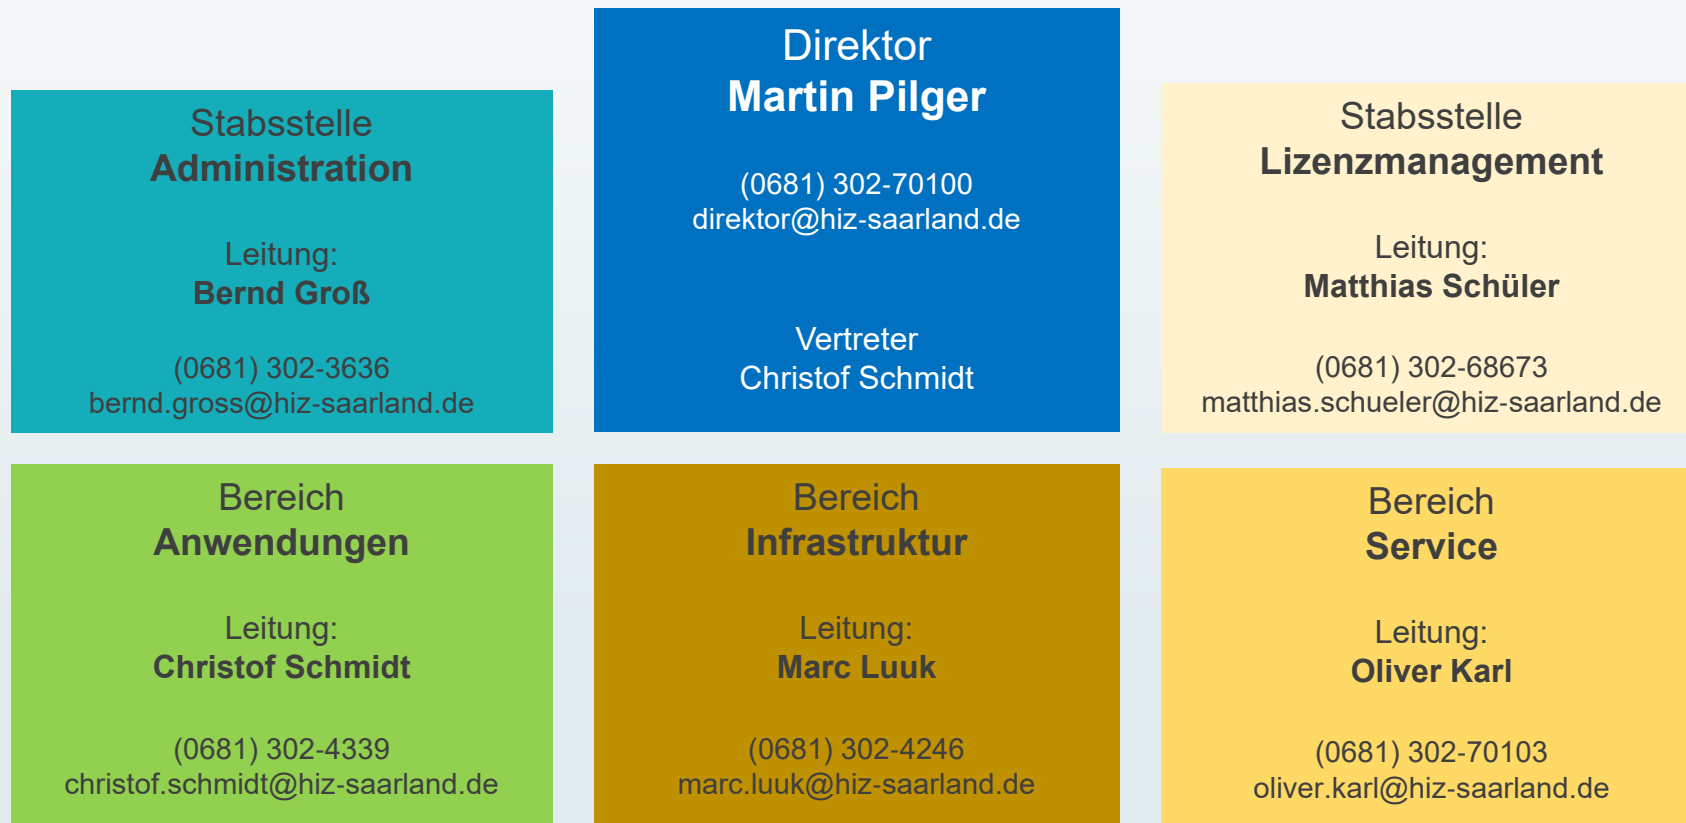 Stabsstelle
Administration
Leitung:
Bernd Groß
(0681) 302-3636
bernd.gross@hiz-saarland.de
Direktor
Martin Pilger
(0681) 302-70100
direktor@hiz-saarland.de
Vertreter
Christof Schmidt
Stabsstelle
Lizenzmanagement
Leitung:
Matthias Schüler
(0681) 302-68673
matthias.schueler@hiz-saarland.de
Bereich
Anwendungen
Leitung:
Christof Schmidt
(0681) 302-4339
christof.schmidt@hiz-saarland.de
Bereich
Infrastruktur
Leitung:
Marc Luuk
(0681) 302-4246
marc.luuk@hiz-saarland.de
Bereich
Service
Leitung:
Oliver Karl
(0681) 302-70103
oliver.karl@hiz-saarland.de